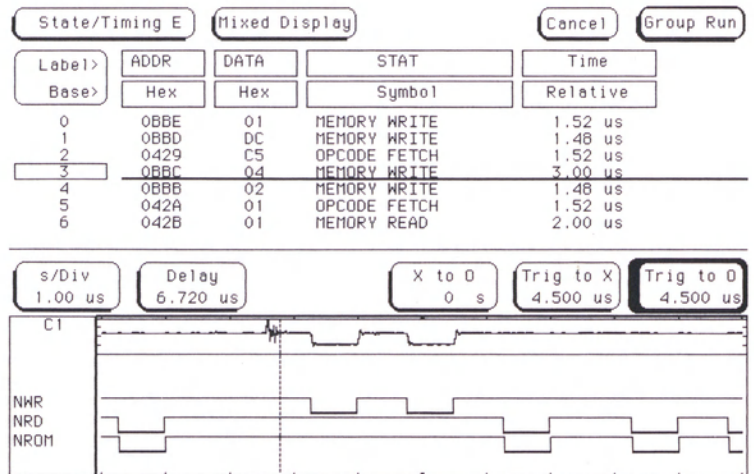 State/Timing E Mixed Display Cancel Group Run
Label> ADDR DATA STAT Time
Base> Hex Hex Symbol Relative
0 0BBE 01 MEMORY WRITE 1.52 us
1 0BBD DC MEMORY WRITE 1.48 us
2 0429 C5 OPCODE FETCH 1.52 us
3 0BBC 04 MEMORY WRITE 3.00 us
4 0BBB 02 MEMORY WRITE 1.48 us
5 042A 01 OPCODE FETCH 1.52 us
6 042B 01 MEMORY READ 2.00 us
s/Div Delay X to O Trig to X Trig to O
1.00 us 6.720 us 0 s 4.500 us 4.500 us
C1
NWR
NRD
NROM